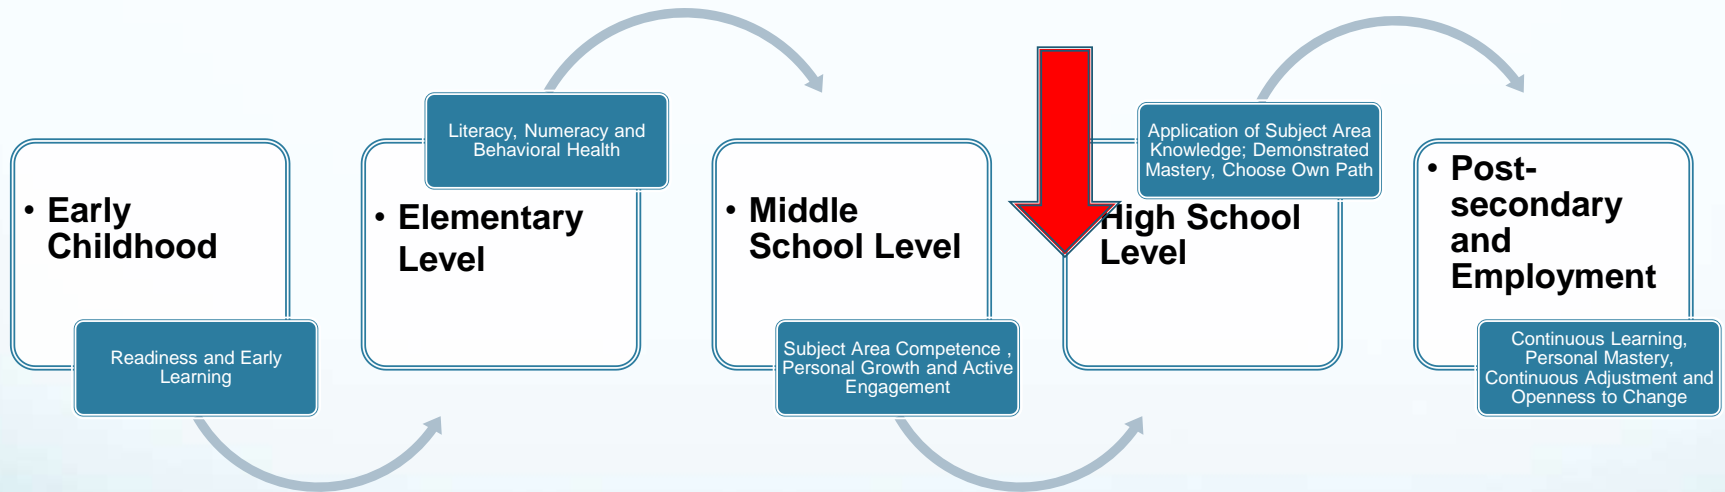 • Early
Childhood
Readiness and Early
Learning
Literacy, Numeracy and
Behavioral Health
• Elementary
Level
• Middle
School Level
Subject Area Competence ,
Personal Growth and Active
Engagement
Application of Subject Area
Knowledge; Demonstrated
Mastery, Choose Own Path
High School
Level
• Post-
secondary
and
Employment
Continuous Learning,
Personal Mastery,
Continuous Adjustment and
Openness to Change